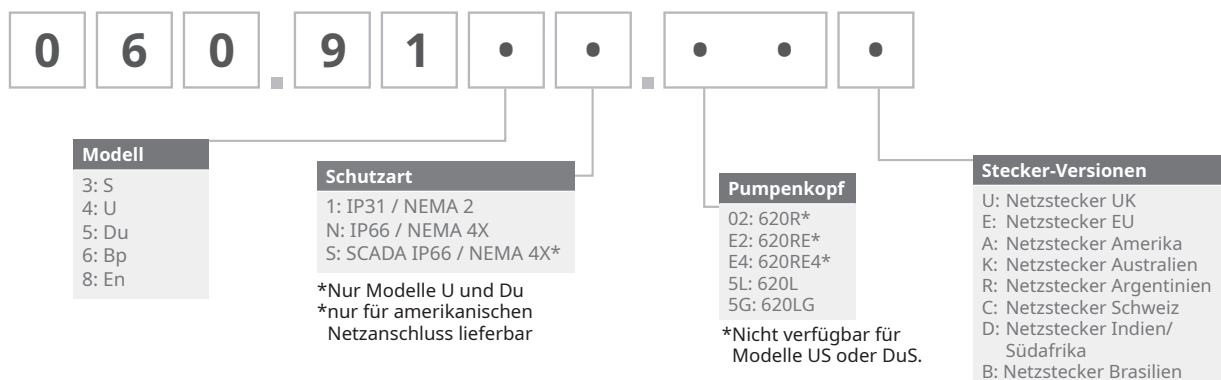 0 6 0 . 9 1 • • . • • •
Modell
3: S
4: U
5: Du
6: Bp
8: En
Schutzart
1: IP31 / NEMA 2
N: IP66 / NEMA 4X
S: SCADA IP66 / NEMA 4X*
*Nur Modelle U und Du
*nur für amerikanischen
Netzanschluss lieferbar
Pumpenkopf
02: 620R*
E2: 620RE*
E4: 620RE4*
5L: 620L
5G: 620LG
*Nicht verfügbar für
Modelle US oder DuS.
Stecker-Versionen
U: Netzstecker UK
E: Netzstecker EU
A: Netzstecker Amerika
K: Netzstecker Australien
R: Netzstecker Argentinien
C: Netzstecker Schweiz
D: Netzstecker Indien/
Südafrika
B: Netzstecker Brasilien